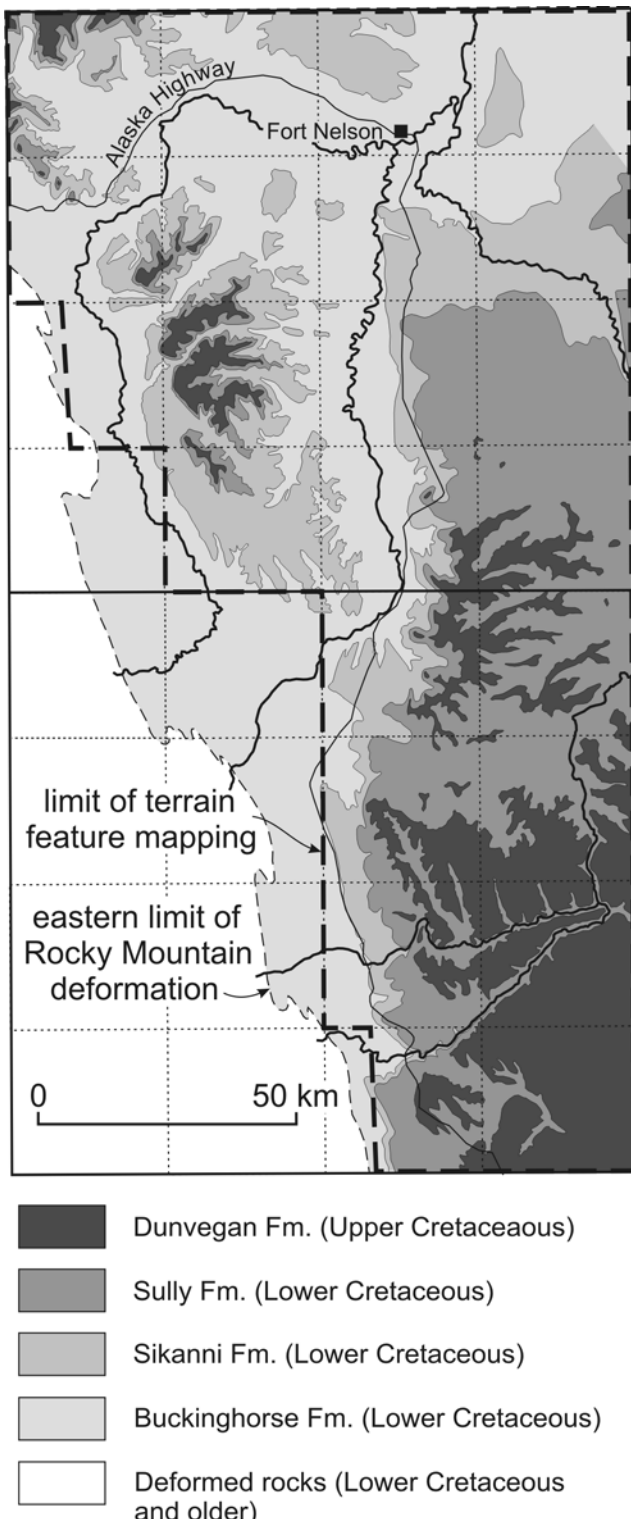 Alaska Highway
Fort Nelson
limit of terrain
feature mapping
eastern limit of
Rocky Mountain
deformation
0 50 km
Dunvegan Fm. (Upper Cretaceaous)
Sully Fm. (Lower Cretaceous)
Sikanni Fm. (Lower Cretaceous)
Buckinghorse Fm. (Lower Cretaceous)
Deformed rocks (Lower Cretaceous
and older)